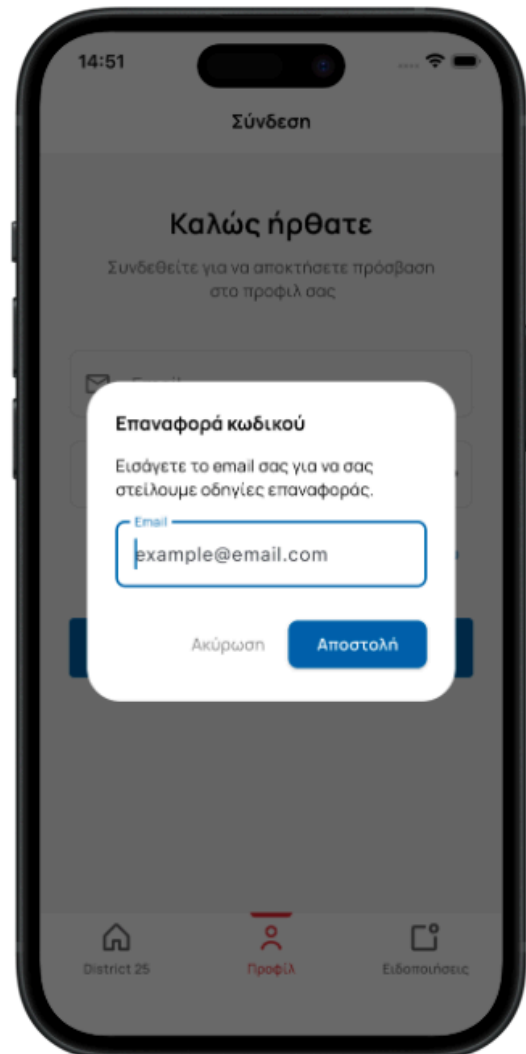 14:51
Σύνδεση
Καλώς ήρθατε
Συνδεθείτε για να αποκτήσετε πρόσβαση
στο προφιλ σας
Επαναφορά κωδικού
Εισάγετε το email σας για να σας
στείλουμε οδηγίες επαναφοράς.
Email
example@email.com
Ακύρωση
Αποστολή
District 25
Προφίλ
Ειδοποιήσεις